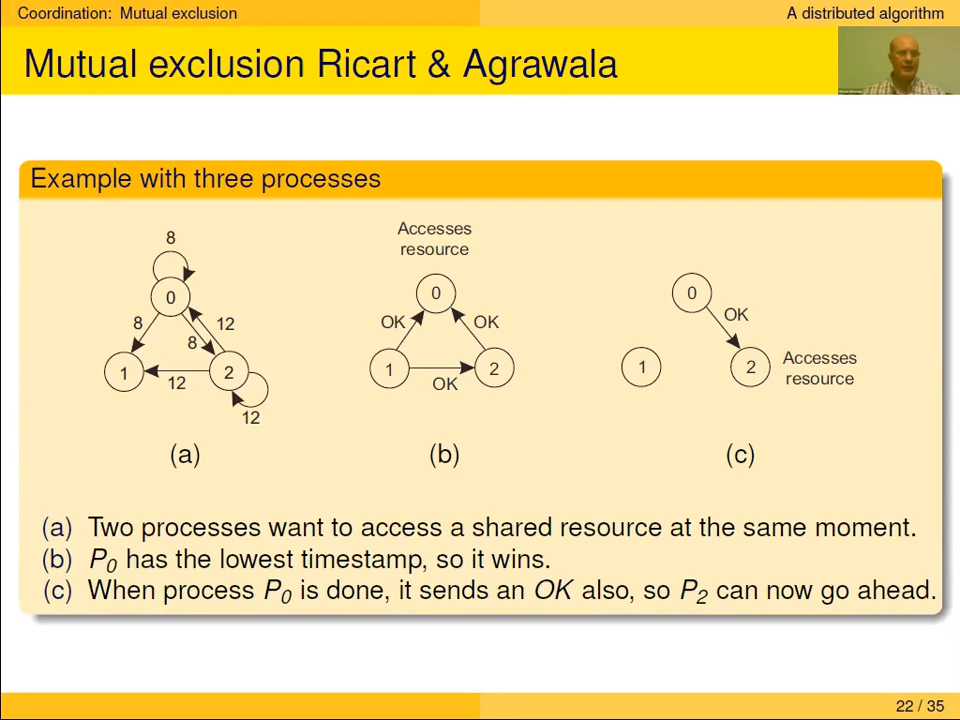 Coordination: Mutual exclusion
A distributed algorithm
Mutual exclusion Ricart & Agrawala
Example with three processes
8
0
8
8
12
1
12
2
12
(a)
Accesses
resource
0
OK
OK
1
OK
2
(b)
0
OK
1
2
Accesses
resource
(c)
(a) Two processes want to access a shared resource at the same moment.
(b) P0 has the lowest timestamp, so it wins.
(c) When process P0 is done, it sends an OK also, so P2 can now go ahead.
22 / 35